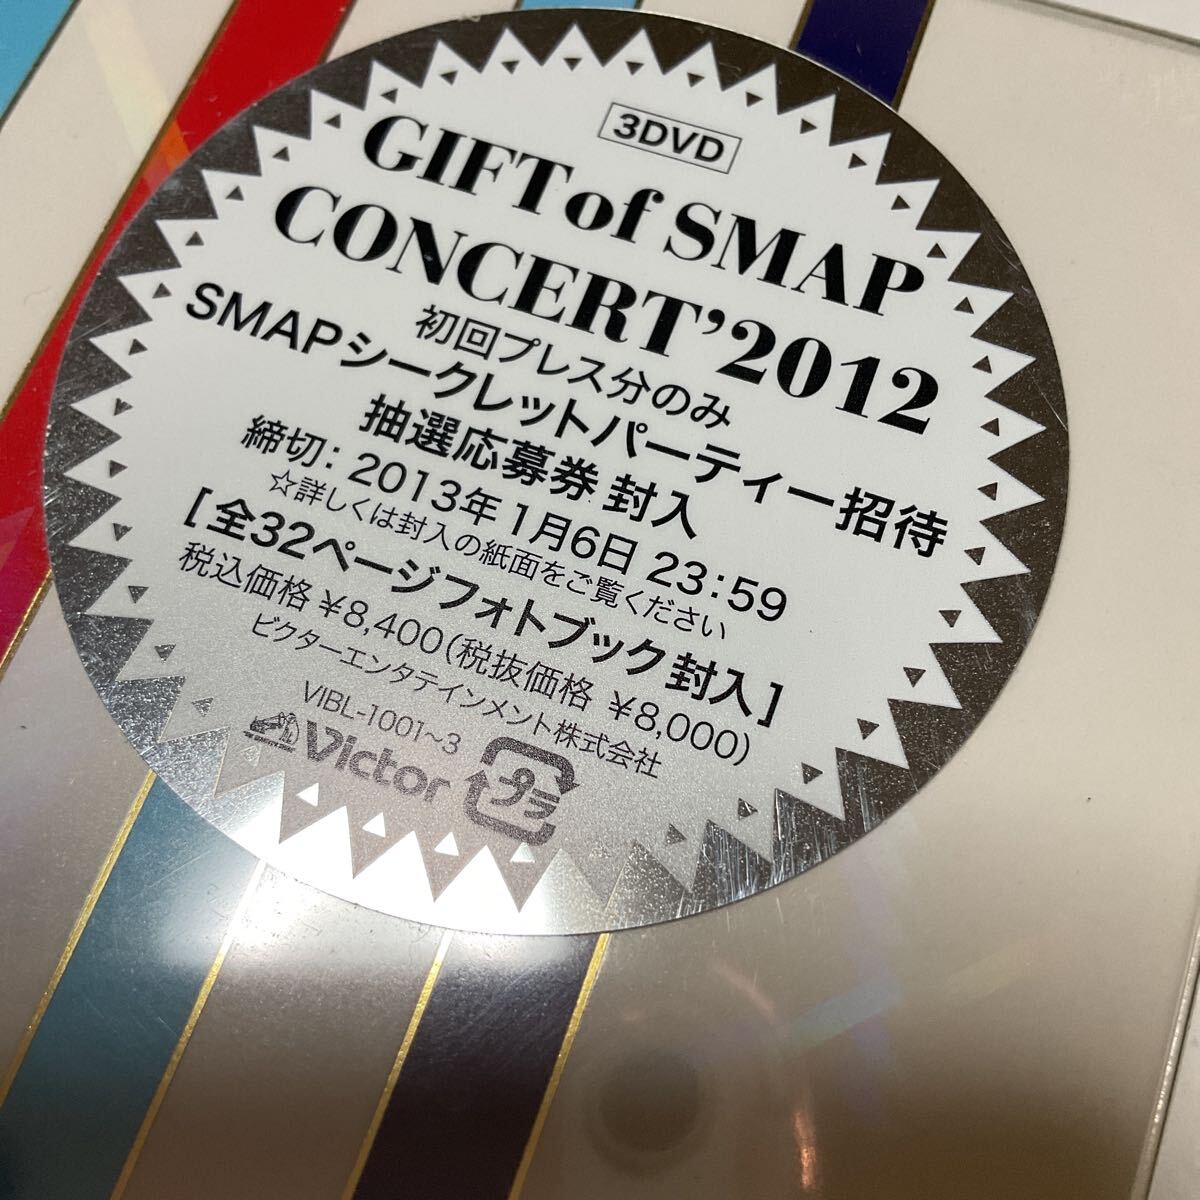 3DVD
GIFT of SMAP
CONCERT'2012
初回プレス分のみ
SMAPシークレットパーティー招待
抽選応募券 封入
締切：2013年 1月6日 23：59
☆詳しくは封入の紙面をご覧ください
[全32ページフォトブック 封入]
税込価格 ¥8,400(税抜価格 ¥8,000)
ビクターエンタテインメント株式会社
VIBL-1001~3
Victor
プラ